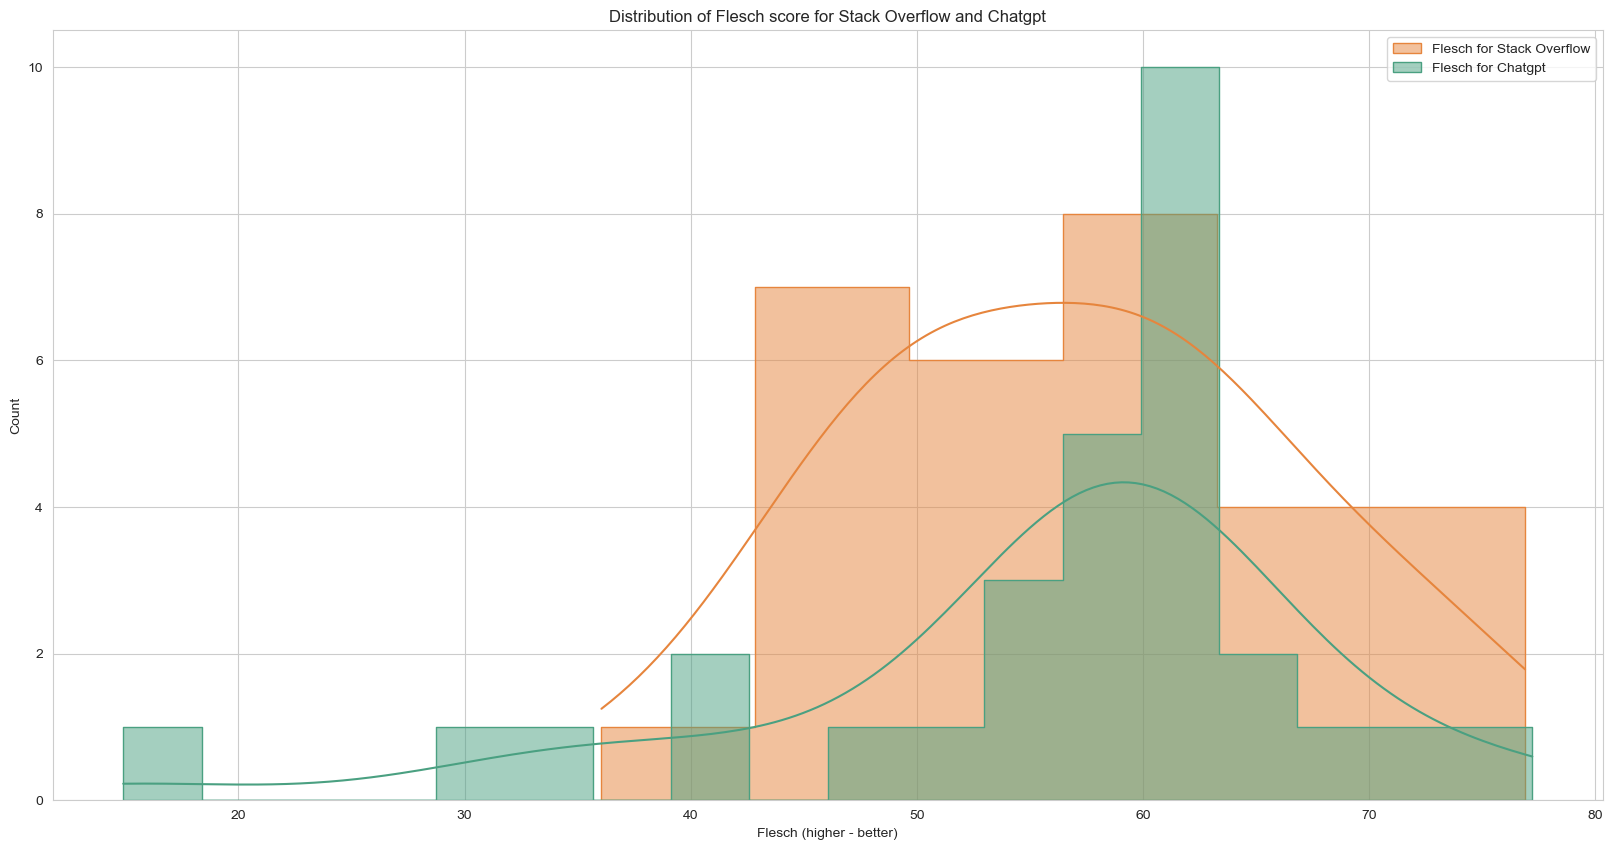 Distribution of Flesch score for Stack Overflow and Chatgpt
Flesch for Stack Overflow
Flesch for Chatgpt
Count
10
8
6
4
2
0
20 30 40 50 60 70 80
Flesch (higher - better)